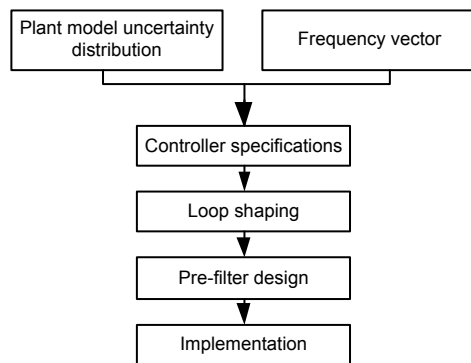 Plant model uncertainty
distribution
Frequency vector
Controller specifications
Loop shaping
Pre-filter design
Implementation